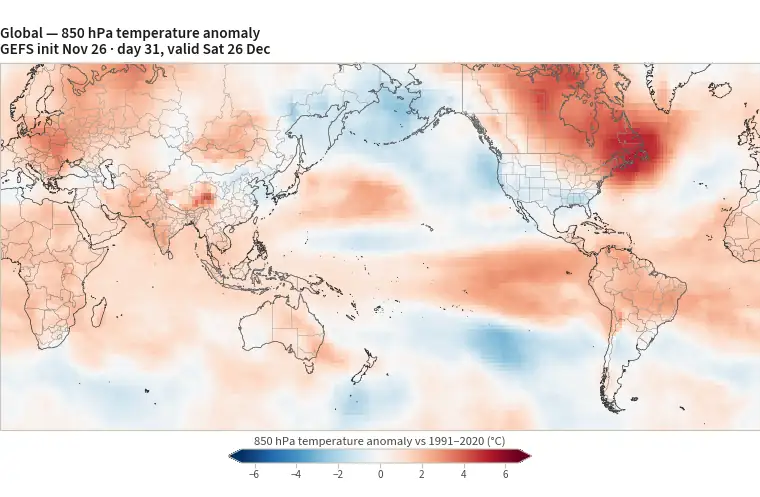 Global — 850 hPa temperature anomaly
GEFS init Nov 26 · day 31, valid Sat 26 Dec
850 hPa temperature anomaly vs 1991–2020 (°C)
−6 −4 −2 0 2 4 6